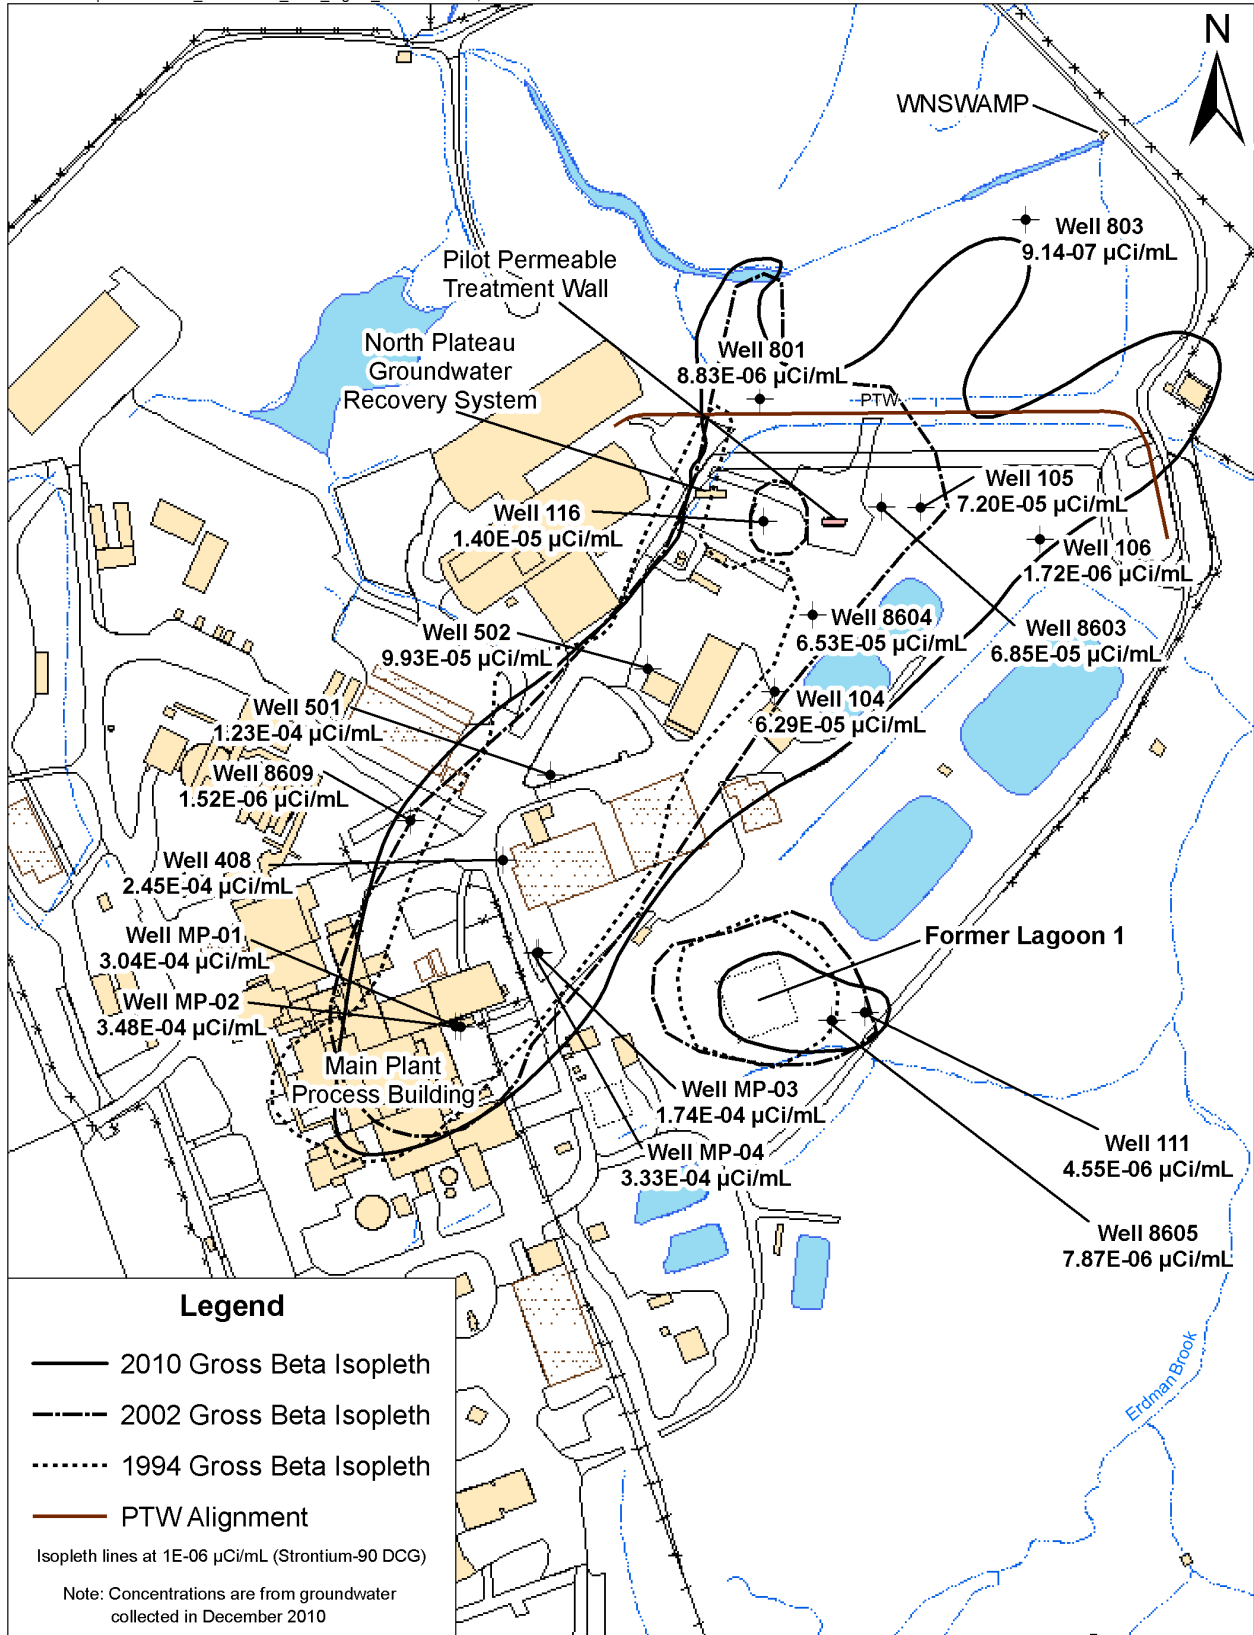 N
WNSWAMP
Well 803
9.14-07 µCi/mL
Pilot Permeable
Treatment Wall
North Plateau
Groundwater
Recovery System
Well 801
8.83E-06 µCi/mL
PTW
Well 105
7.20E-05 µCi/mL
Well 116
1.40E-05 µCi/mL
Well 106
1.72E-06 µCi/mL
Well 8604
6.53E-05 µCi/mL
Well 8603
6.85E-05 µCi/mL
Well 502
9.93E-05 µCi/mL
Well 104
6.29E-05 µCi/mL
Well 501
1.23E-04 µCi/mL
Well 8609
1.52E-06 µCi/mL
Well 408
2.45E-04 µCi/mL
Well MP-01
3.04E-04 µCi/mL
Former Lagoon 1
Well MP-02
3.48E-04 µCi/mL
Main Plant
Process Building
Well MP-03
1.74E-04 µCi/mL
Well MP-04
3.33E-04 µCi/mL
Well 111
4.55E-06 µCi/mL
Well 8605
7.87E-06 µCi/mL
Erdman Brook
Legend
2010 Gross Beta Isopleth
2002 Gross Beta Isopleth
1994 Gross Beta Isopleth
PTW Alignment
Isopleth lines at 1E-06 µCi/mL (Strontium-90 DCG)
Note: Concentrations are from groundwater
collected in December 2010